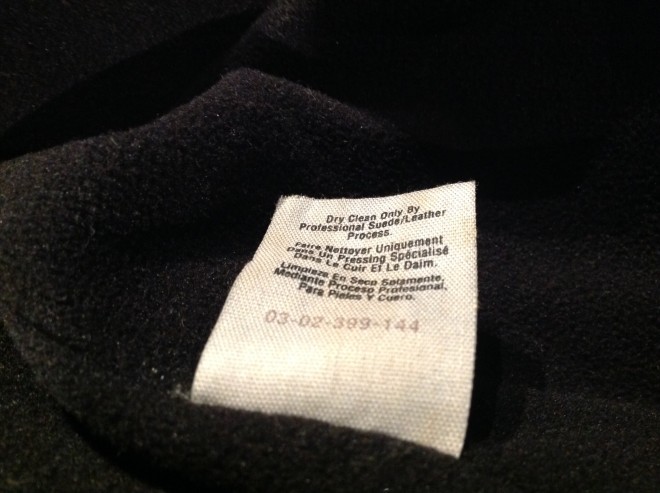 Dry Clean Only By
Professional Suede/Leather
Process.
Faire Nettoyer Uniquement
Dans Un Pressing Spécialisé
Dans Le Cuir Et Le Daim.
Limpieza En Seco Solamente,
Mediante Proceso Profesional,
Para Pieles Y Cuero.
03-02-399-144